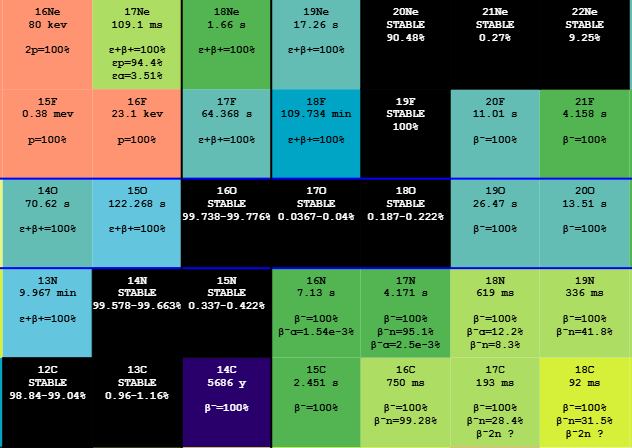 16Ne
80 kev
2p=100%
17Ne
109.1 ms
ε+β+=100%
εp=94.4%
εα=3.51%
18Ne
1.66 s
ε+β+=100%
19Ne
17.26 s
ε+β+=100%
20Ne
STABLE
90.48%
21Ne
STABLE
0.27%
22Ne
STABLE
9.25%
15F
0.38 mev
p=100%
16F
23.1 kev
p=100%
17F
64.368 s
ε+β+=100%
18F
109.734 min
ε+β+=100%
19F
STABLE
100%
20F
11.01 s
β⁻=100%
21F
4.158 s
β⁻=100%
14O
70.62 s
ε+β+=100%
15O
122.268 s
ε+β+=100%
16O
STABLE
99.738-99.776%
17O
STABLE
0.0367-0.04%
18O
STABLE
0.187-0.222%
19O
26.47 s
β⁻=100%
20O
13.51 s
β⁻=100%
13N
9.967 min
ε+β+=100%
14N
STABLE
99.578-99.663%
15N
STABLE
0.337-0.422%
16N
7.13 s
β⁻=100%
β⁻α=1.54e-3%
17N
4.171 s
β⁻=100%
β⁻n=95.1%
β⁻α=2.5e-3%
18N
619 ms
β⁻=100%
β⁻α=12.2%
β⁻n=8.3%
19N
336 ms
β⁻=100%
β⁻n=41.8%
12C
STABLE
98.84-99.04%
13C
STABLE
0.96-1.16%
14C
5686 y
β⁻=100%
15C
2.451 s
β⁻=100%
16C
750 ms
β⁻=100%
β⁻n=99.28%
17C
193 ms
β⁻=100%
β⁻n=28.4%
β⁻2n ?
18C
92 ms
β⁻=100%
β⁻n=31.5%
β⁻2n ?